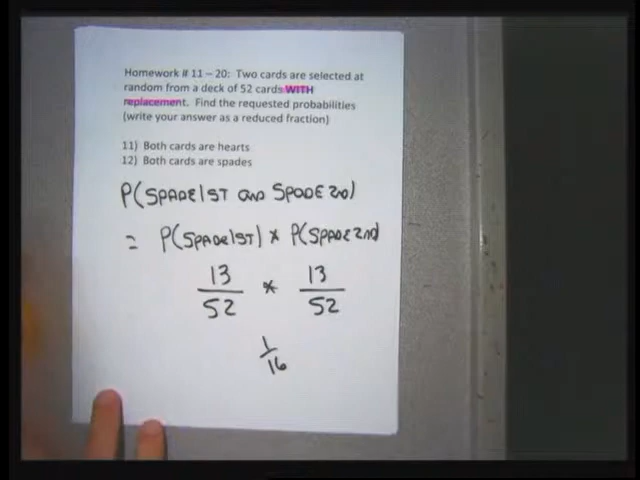 Homework # 11 – 20: Two cards are selected at
random from a deck of 52 cards WITH
replacement. Find the requested probabilities
(write your answer as a reduced fraction)
11) Both cards are hearts
12) Both cards are spades
P(SPADE 1ST and SPADE 2ND)
= P(SPADE 1ST) * P(SPADE 2ND)
13/52 * 13/52
1/16